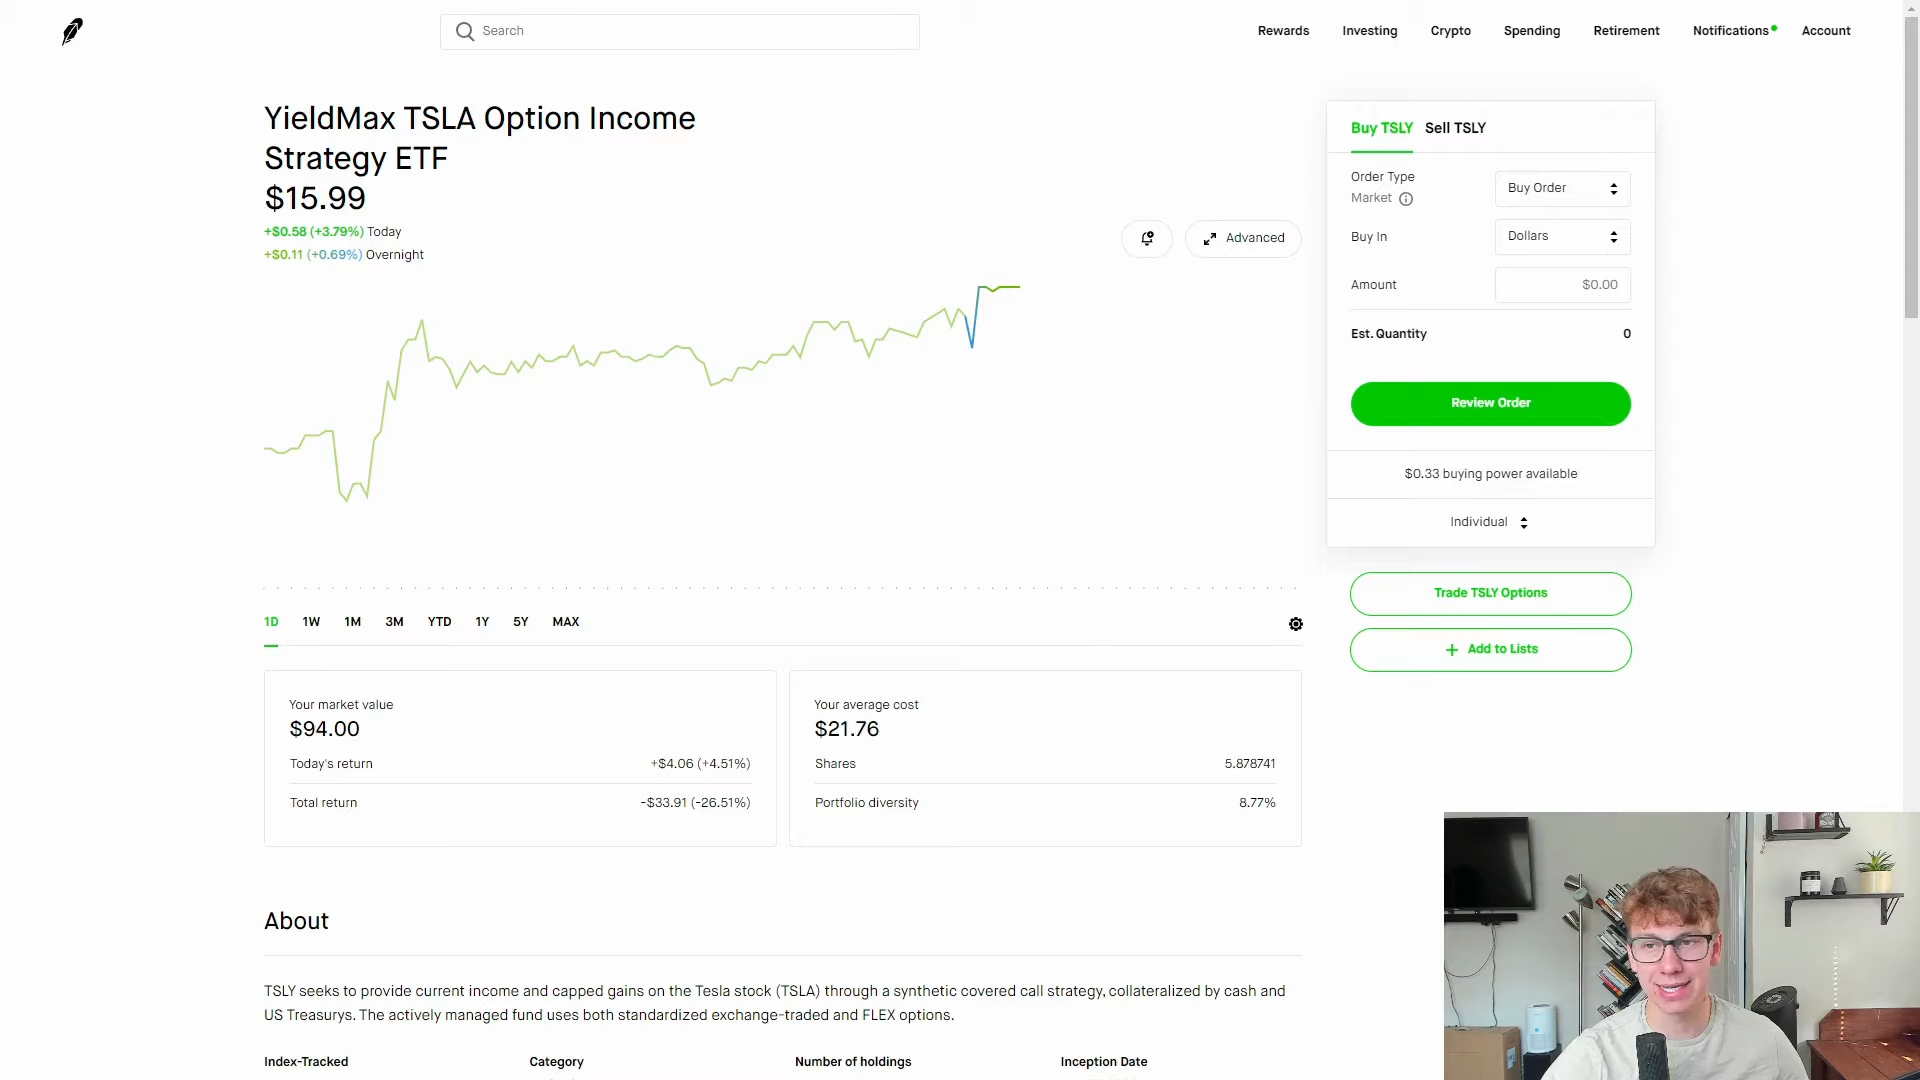 Search
Rewards
Investing
Crypto
Spending
Retirement
Notifications
Account
YieldMax TSLA Option Income
Strategy ETF
$15.99
+$0.58 (+3.79%) Today
+$0.11 (+0.69%) Overnight
Advanced
Buy TSLY
Sell TSLY
Order Type
Market
Buy Order
Buy In
Dollars
Amount
$0.00
Est. Quantity
0
Review Order
$0.33 buying power available
Individual
Trade TSLY Options
Add to Lists
1D
1W
1M
3M
YTD
1Y
5Y
MAX
Your market value
$94.00
Today's return
+$4.06 (+4.51%)
Total return
-$33.91 (-26.51%)
Your average cost
$21.76
Shares
5.878741
Portfolio diversity
8.77%
About
TSLY seeks to provide current income and capped gains on the Tesla stock (TSLA) through a synthetic covered call strategy, collateralized by cash and
US Treasurys. The actively managed fund uses both standardized exchange-traded and FLEX options.
Index-Tracked
Category
Number of holdings
Inception Date